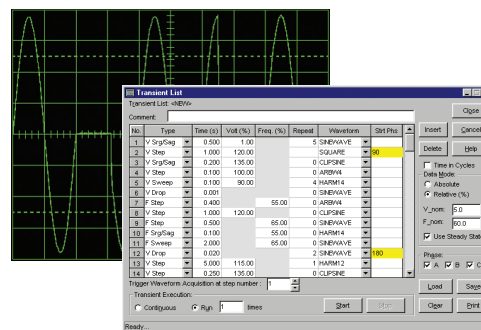 Transient List
Transient List: <NEW>
Close
Comment:
No. Type Time (s) Volt (%) Freq. (%) Repeat Waveform Strt Phs
Insert Cancel
1 V Srg/Sag 0.500 1.00 5 SINEWAVE
2 V Step 1.000 120.00 SQUARE 90
Delete Help
3 V Srg/Sag 0.200 135.00 0 CLIPSINE
4 V Step 0.100 100.00 0 ARBW4
Time in Cycles
5 V Sweep 0.100 90.00 4 HARM14
Data Mode:
6 V Drop 0.001 0 SINEWAVE
Absolute
7 F Step 0.400 55.00 0 ARBW4
Relative (%)
8 V Step 1.000 120.00 0 CLIPSINE
V_nom: 5.0
9 F Step 0.500 65.00 0 SINEWAVE
F_nom: 60.0
10 F Srg/Sag 0.100 55.00 0 HARM14
11 F Sweep 2.000 65.00 0 SINEWAVE
Use Steady State
12 V Drop 0.020 2 SINEWAVE 180
13 V Step 5.000 115.00 1 HARM12
Phase:
14 V Step 0.250 135.00 0 CLIPSINE
A B C
Trigger Waveform Acquisition at step number : 1
Load Save
Transient Execution:
Continuous Run 1 times Start Stop
Clear Print
Ready...